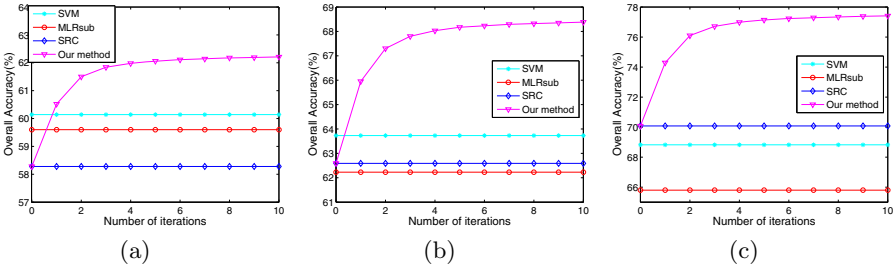 64
63
62
61
60
59
58
57
0
2
4
6
8
10
Number of iterations
Overall Accuracy(%)
SVM
MLRsub
SRC
Our method
(a)
69
68
67
66
65
64
63
62
61
0
2
4
6
8
10
Number of iterations
Overall Accuracy(%)
SVM
MLRsub
SRC
Our method
(b)
78
76
74
72
70
68
66
0
2
4
6
8
10
Number of iterations
Overall Accuracy(%)
SVM
MLRsub
SRC
Our method
(c)